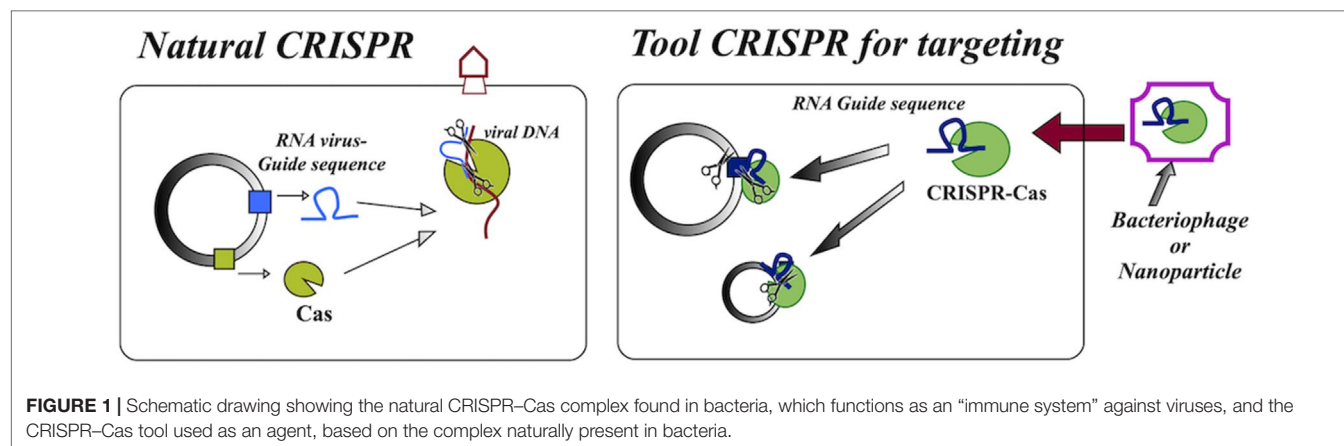 Natural CRISPR
Tool CRISPR for targeting
RNA virus-
Guide sequence
viral DNA
Cas
RNA Guide sequence
CRISPR-Cas
Bacteriophage
or
Nanoparticle
FIGURE 1 | Schematic drawing showing the natural CRISPR–Cas complex found in bacteria, which functions as an “immune system” against viruses, and the
CRISPR–Cas tool used as an agent, based on the complex naturally present in bacteria.